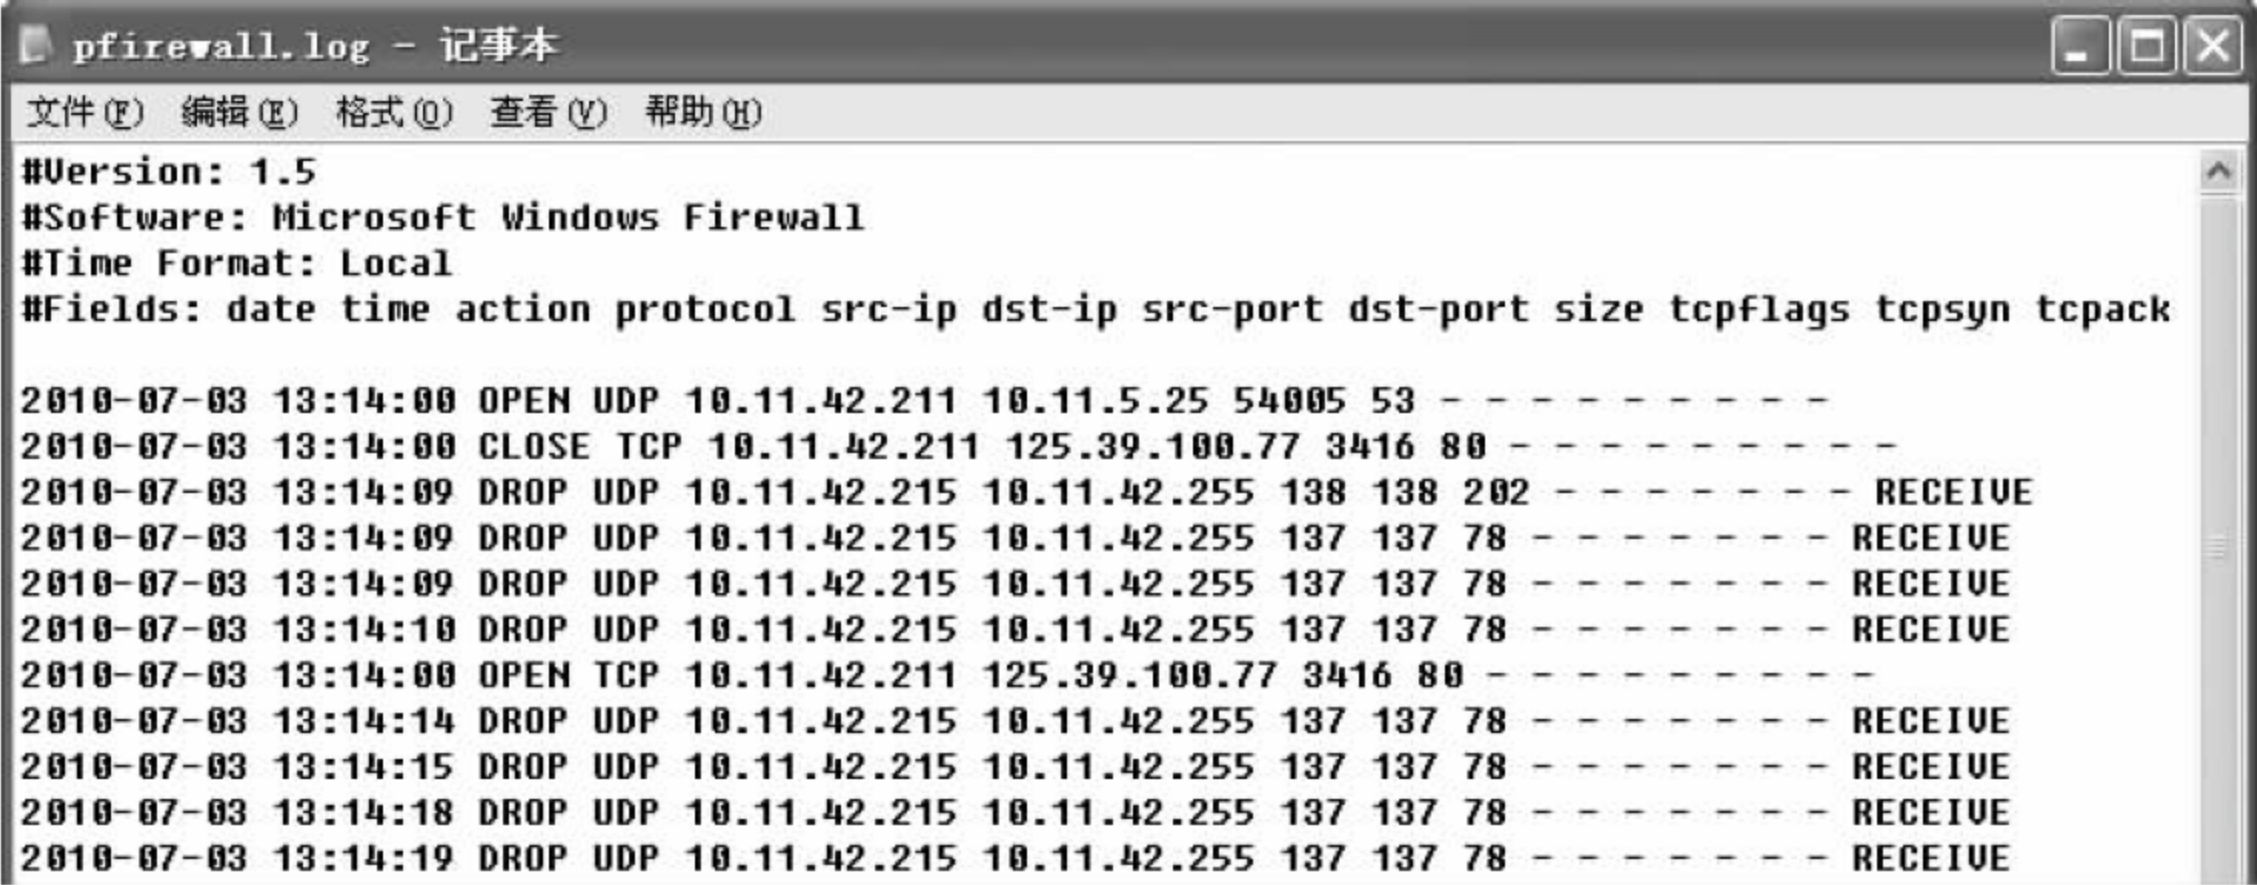 pfirewall.log - 记事本
文件(F) 编辑(E) 格式(O) 查看(V) 帮助(H)
#Version: 1.5
#Software: Microsoft Windows Firewall
#Time Format: Local
#Fields: date time action protocol src-ip dst-ip src-port dst-port size tcpflags tcpsyn tcpack
2010-07-03 13:14:00 OPEN UDP 10.11.42.211 10.11.5.25 54005 53 - - - - - - - - -
2010-07-03 13:14:00 CLOSE TCP 10.11.42.211 125.39.100.77 3416 80 - - - - - - - - -
2010-07-03 13:14:09 DROP UDP 10.11.42.215 10.11.42.255 138 138 202 - - - - - - - RECEIVE
2010-07-03 13:14:09 DROP UDP 10.11.42.215 10.11.42.255 137 137 78 - - - - - - - RECEIVE
2010-07-03 13:14:09 DROP UDP 10.11.42.215 10.11.42.255 137 137 78 - - - - - - - RECEIVE
2010-07-03 13:14:10 DROP UDP 10.11.42.215 10.11.42.255 137 137 78 - - - - - - - RECEIVE
2010-07-03 13:14:00 OPEN TCP 10.11.42.211 125.39.100.77 3416 80 - - - - - - - - -
2010-07-03 13:14:14 DROP UDP 10.11.42.215 10.11.42.255 137 137 78 - - - - - - - RECEIVE
2010-07-03 13:14:15 DROP UDP 10.11.42.215 10.11.42.255 137 137 78 - - - - - - - RECEIVE
2010-07-03 13:14:18 DROP UDP 10.11.42.215 10.11.42.255 137 137 78 - - - - - - - RECEIVE
2010-07-03 13:14:19 DROP UDP 10.11.42.215 10.11.42.255 137 137 78 - - - - - - - RECEIVE